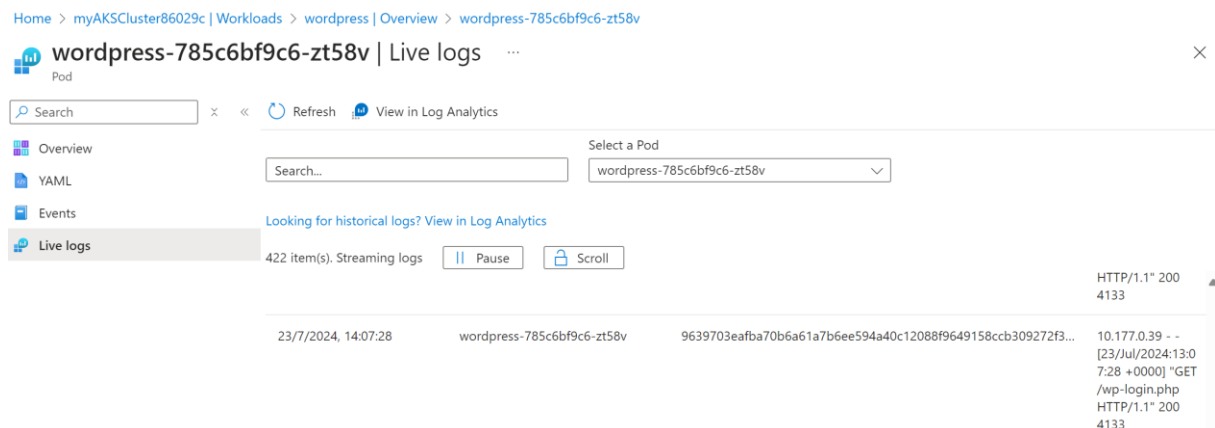 Home > myAKSCluster86029c | Workloads > wordpress | Overview > wordpress-785c6bf9c6-zt58v
wordpress-785c6bf9c6-zt58v | Live logs ...
Pod
Search
Refresh
View in Log Analytics
Overview
YAML
Events
Live logs
Select a Pod
Search...
wordpress-785c6bf9c6-zt58v
Looking for historical logs? View in Log Analytics
422 item(s). Streaming logs
Pause
Scroll
HTTP/1.1" 200
4133
23/7/2024, 14:07:28
wordpress-785c6bf9c6-zt58v
9639703eafba70b6a61a7b6ee594a40c12088f9649158ccb309272f3...
10.177.0.39 - -
[23/Jul/2024:13:0
7:28 +0000] "GET
/wp-login.php
HTTP/1.1" 200
4133